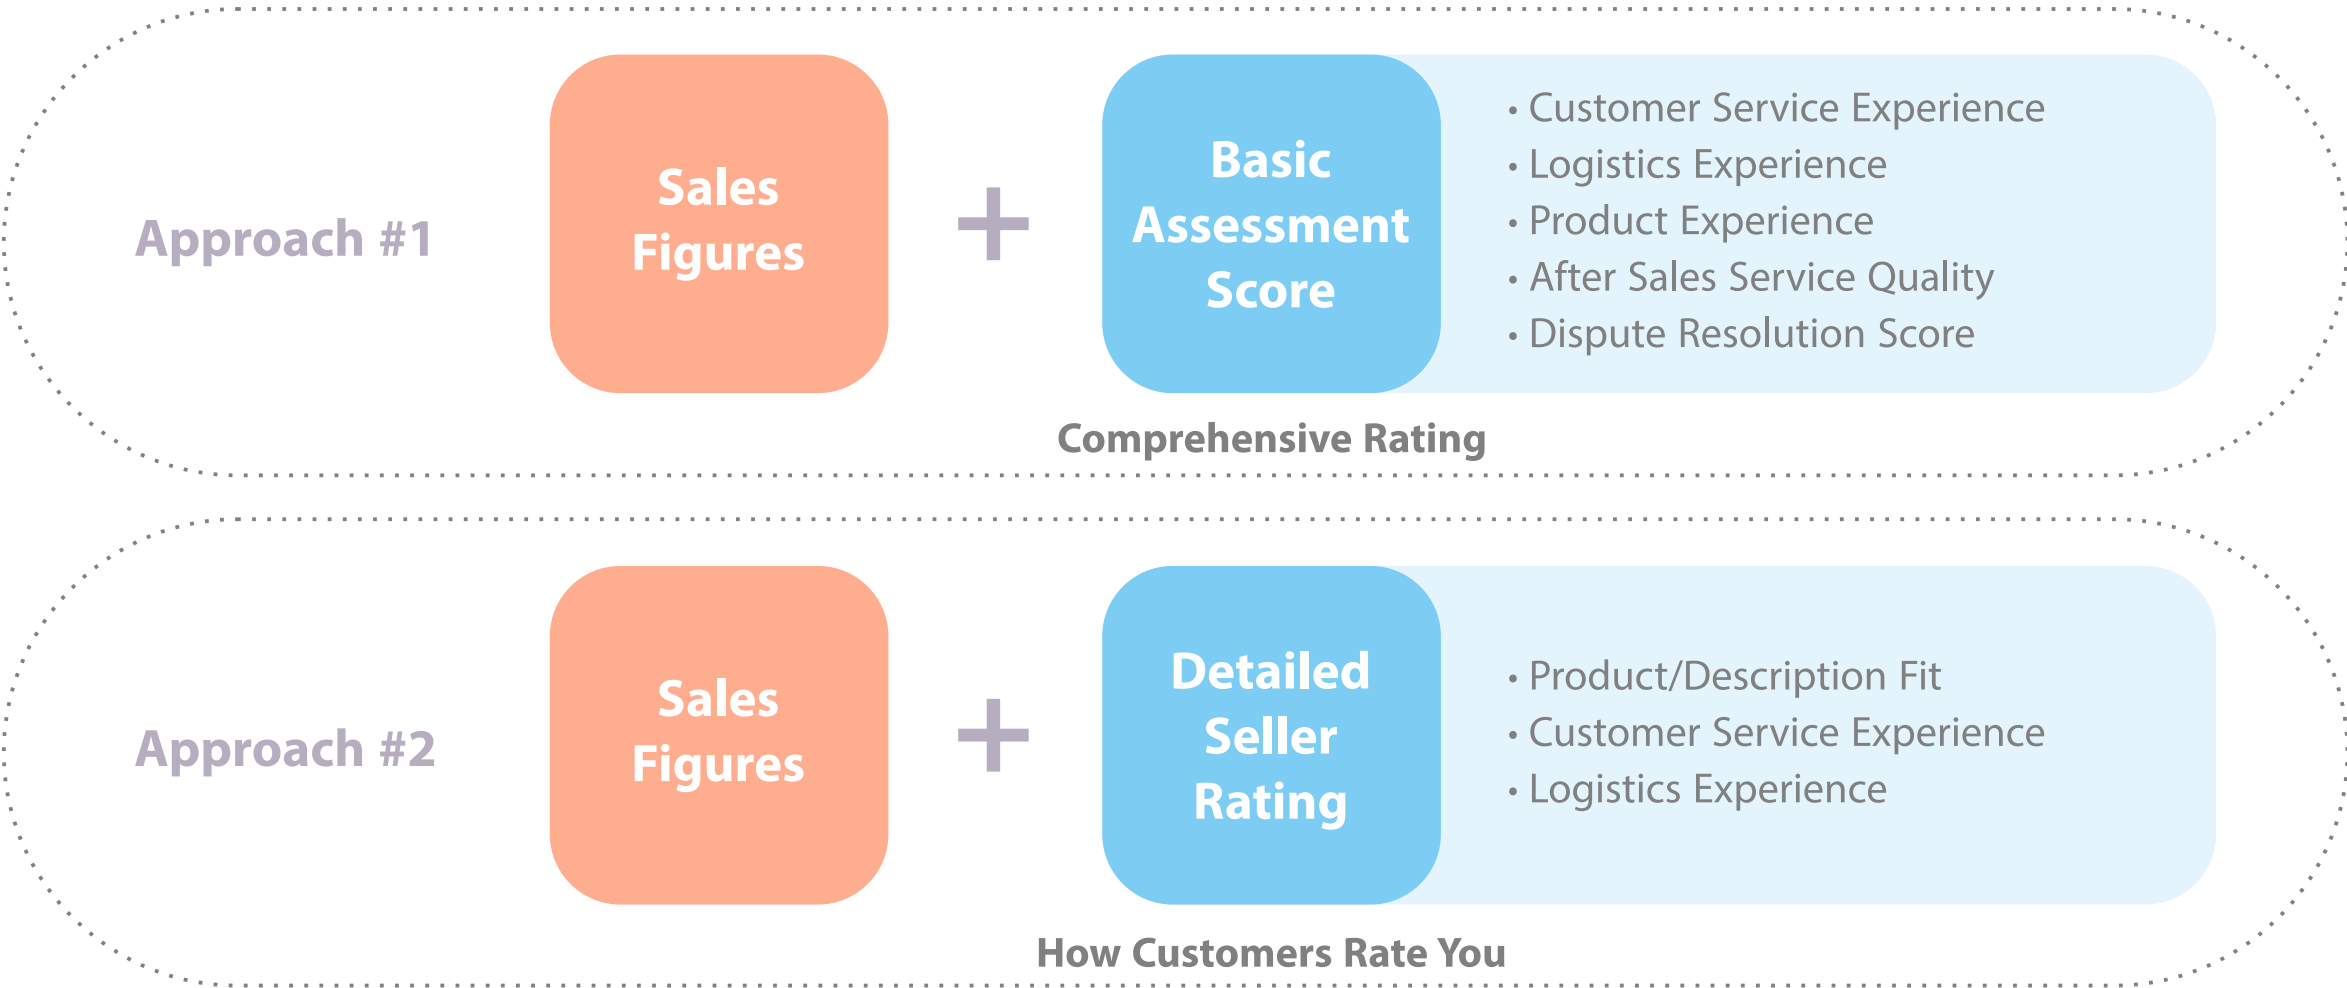 Approach #1
Sales
Figures
+
Basic
Assessment
Score
• Customer Service Experience
• Logistics Experience
• Product Experience
• After Sales Service Quality
• Dispute Resolution Score
Comprehensive Rating
Approach #2
Sales
Figures
+
Detailed
Seller
Rating
• Product/Description Fit
• Customer Service Experience
• Logistics Experience
How Customers Rate You